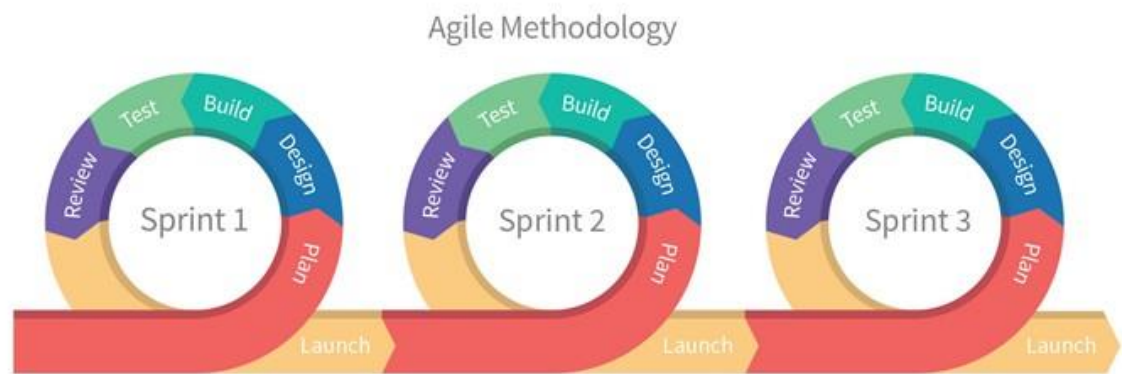 Agile Methodology
Test
Build
Review
Design
Sprint 1
Plan
Launch
Test
Build
Review
Design
Sprint 2
Plan
Launch
Test
Build
Review
Design
Sprint 3
Plan
Launch